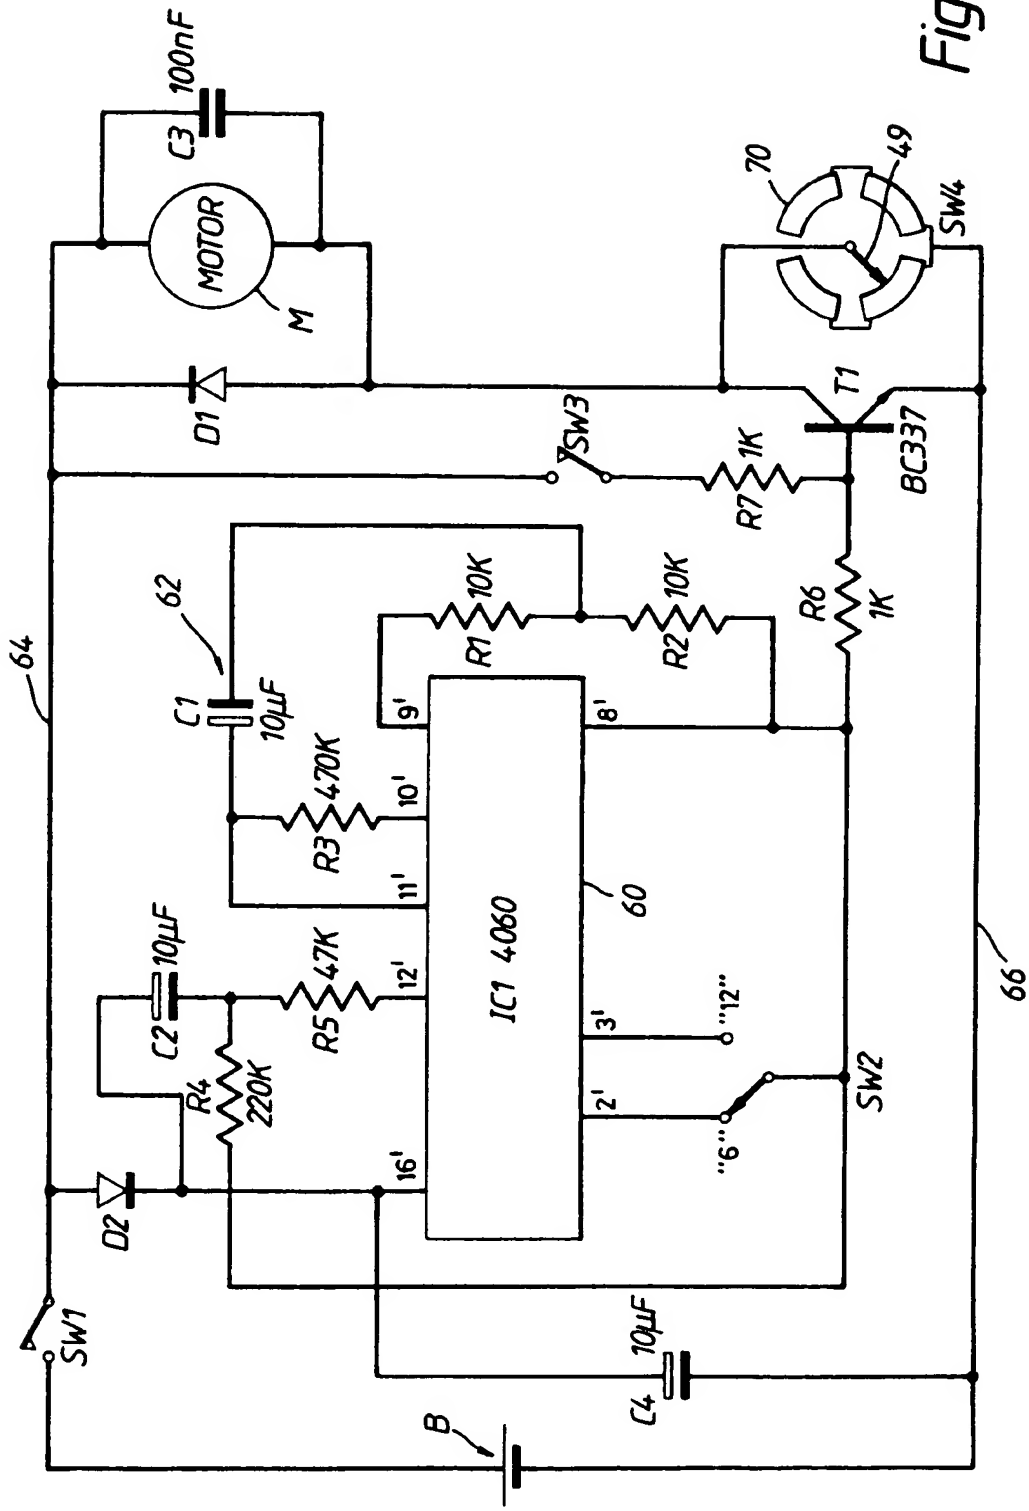 Fig
64
62
C3 100nF
MOTOR
M
D1
SW3
R7 1K
C1
10µF
R3 470K
R1 10K
R2 10K
R6
1K
T1
BC337
70
49
SW4
C2 10µF
R4
220K
R5 47K
D2
SW1
16'
12'
11'
10'
9'
IC1 4060
60
2'
3'
8'
"6"
"12"
SW2
B
C4 10µF
66